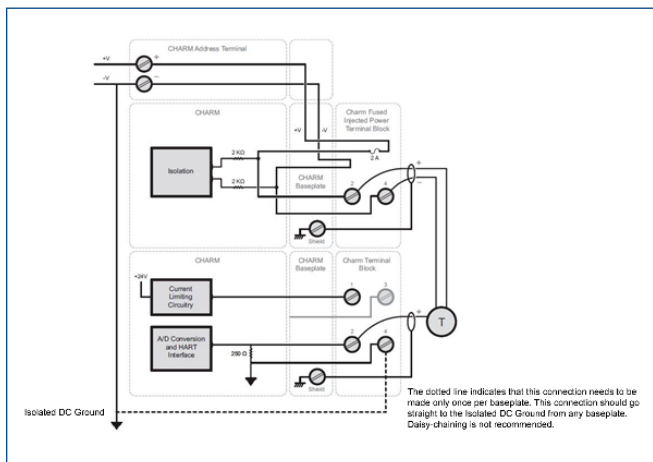 CHARM Address Terminal
+V
+
-V
–
CHARM
Charm Fused
Injected Power
Terminal Block
+V
-V
2 KΩ
2 A
Isolation
2 KΩ
CHARM
Baseplate
2
4
+
–
Shield
CHARM
CHARM
Baseplate
Charm Terminal
Block
+24V
Current
Limiting
Circuitry
1
3
+
T
A/D Conversion
and HART
Interface
250 Ω
2
4
Shield
Isolated DC Ground
The dotted line indicates that this connection needs to be
made only once per baseplate. This connection should go
straight to the Isolated DC Ground from any baseplate.
Daisy-chaining is not recommended.